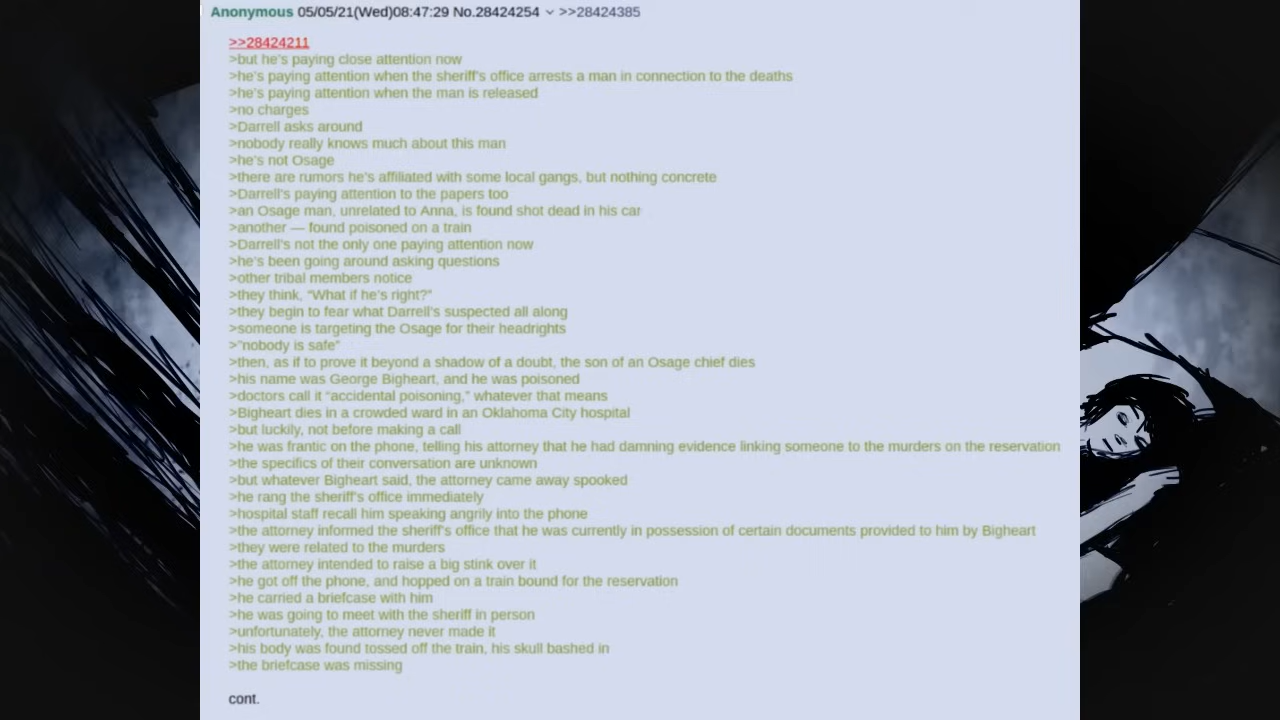 Anonymous 05/05/21(Wed)08:47:29 No.28424254 >>28424385
>>28424211
>but he's paying close attention now
>he's paying attention when the sheriff's office arrests a man in connection to the deaths
>he's paying attention when the man is released
>no charges
>Darrell asks around
>nobody really knows much about this man
>he's not Osage
>there are rumors he's affiliated with some local gangs, but nothing concrete
>Darrell's paying attention to the papers too
>an Osage man, unrelated to Anna, is found shot dead in his car
>another — found poisoned on a train
>Darrell's not the only one paying attention now
>he's been going around asking questions
>other tribal members notice
>they think, "What if he's right?"
>they begin to fear what Darrell's suspected all along
>someone is targeting the Osage for their headrights
>"nobody is safe"
>then, as if to prove it beyond a shadow of a doubt, the son of an Osage chief dies
>his name was George Bigheart, and he was poisoned
>doctors call it “accidental poisoning,” whatever that means
>Bigheart dies in a crowded ward in an Oklahoma City hospital
>but luckily, not before making a call
>he was frantic on the phone, telling his attorney that he had damning evidence linking someone to the murders on the reservation
>the specifics of their conversation are unknown
>but whatever Bigheart said, the attorney came away spooked
>he rang the sheriff's office immediately
>hospital staff recall him speaking angrily into the phone
>the attorney informed the sheriff's office that he was currently in possession of certain documents provided to him by Bigheart
>they were related to the murders
>the attorney intended to raise a big stink over it
>he got off the phone, and hopped on a train bound for the reservation
>he carried a briefcase with him
>he was going to meet with the sheriff in person
>unfortunately, the attorney never made it
>his body was found tossed off the train, his skull bashed in
>the briefcase was missing
cont.